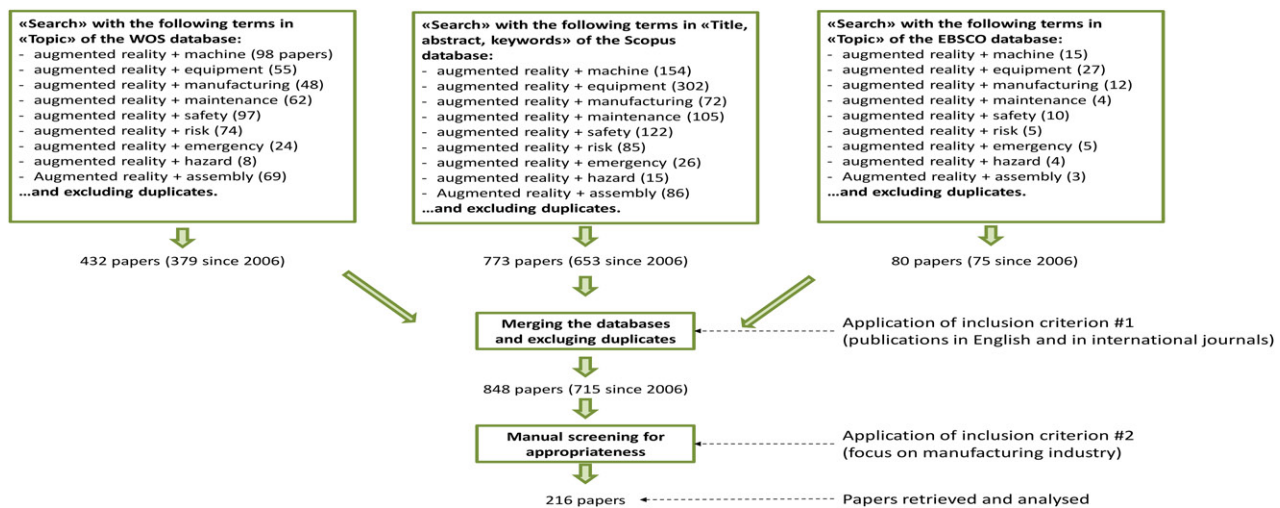 «Search» with the following terms in
«Topic» of the WOS database:
- augmented reality + machine (98 papers)
- augmented reality + equipment (55)
- augmented reality + manufacturing (48)
- augmented reality + maintenance (62)
- augmented reality + safety (97)
- augmented reality + risk (74)
- augmented reality + emergency (24)
- augmented reality + hazard (8)
- Augmented reality + assembly (69)
...and excluding duplicates.
«Search» with the following terms in «Title,
abstract, keywords» of the Scopus
database:
- augmented reality + machine (154)
- augmented reality + equipment (302)
- augmented reality + manufacturing (72)
- augmented reality + maintenance (105)
- augmented reality + safety (122)
- augmented reality + risk (85)
- augmented reality + emergency (26)
- augmented reality + hazard (15)
- Augmented reality + assembly (86)
...and excluding duplicates.
«Search» with the following terms in
«Topic» of the EBSCO database:
- augmented reality + machine (15)
- augmented reality + equipment (27)
- augmented reality + manufacturing (12)
- augmented reality + maintenance (4)
- augmented reality + safety (10)
- augmented reality + risk (5)
- augmented reality + emergency (5)
- augmented reality + hazard (4)
- Augmented reality + assembly (3)
...and excluding duplicates.
432 papers (379 since 2006)
773 papers (653 since 2006)
80 papers (75 since 2006)
Merging the databases
and excluging duplicates
Application of inclusion criterion #1
(publications in English and in international journals)
848 papers (715 since 2006)
Manual screening for
appropriateness
Application of inclusion criterion #2
(focus on manufacturing industry)
216 papers
Papers retrieved and analysed